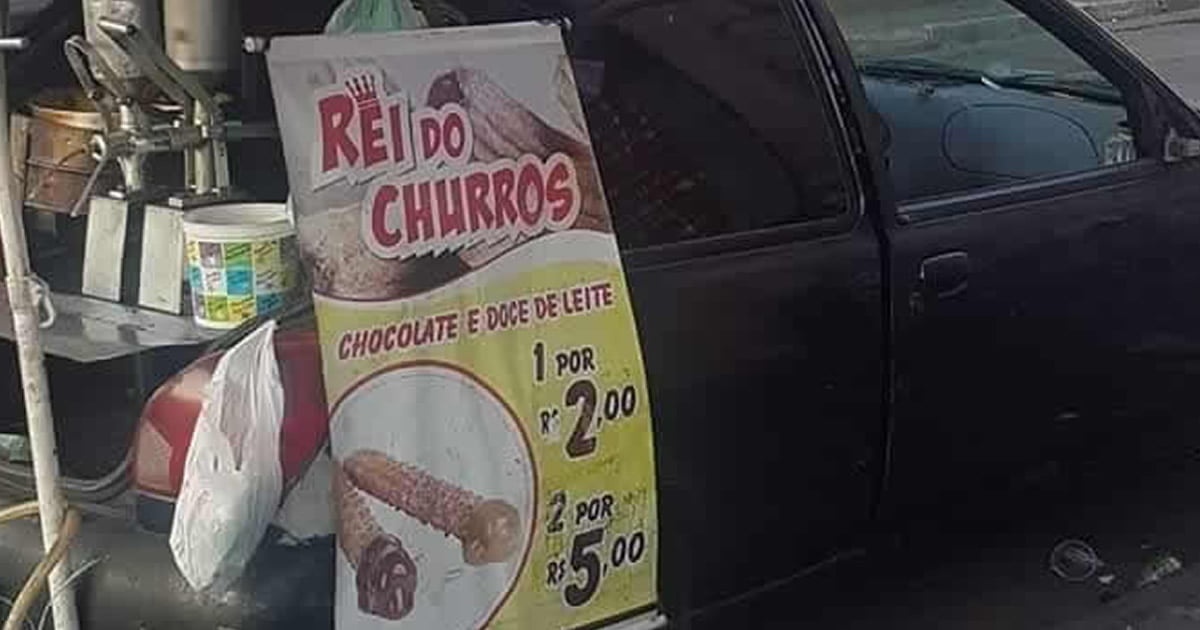 REI DO
CHURROS
CHOCOLATE E DOCE DE LEITE
1 POR
R$ 2,00
2 POR
R$ 5,00